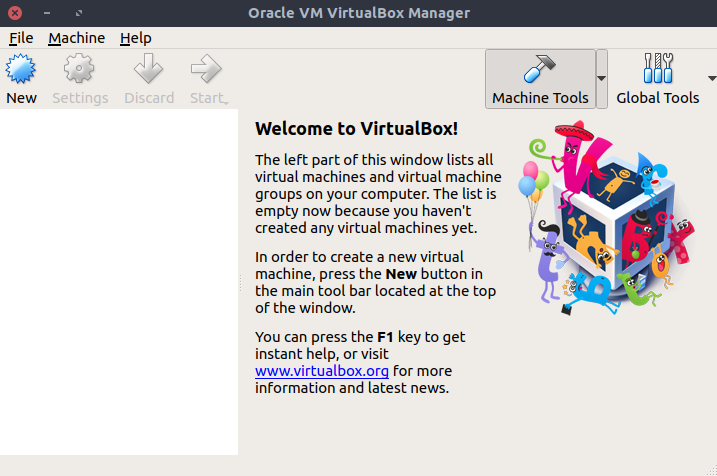 Oracle VM VirtualBox Manager
File Machine Help
New Settings Discard Start
Machine Tools Global Tools
Welcome to VirtualBox!
The left part of this window lists all
virtual machines and virtual machine
groups on your computer. The list is
empty now because you haven't
created any virtual machines yet.
In order to create a new virtual
machine, press the New button in
the main tool bar located at the top
of the window.
You can press the F1 key to get
instant help, or visit
www.virtualbox.org for more
information and latest news.